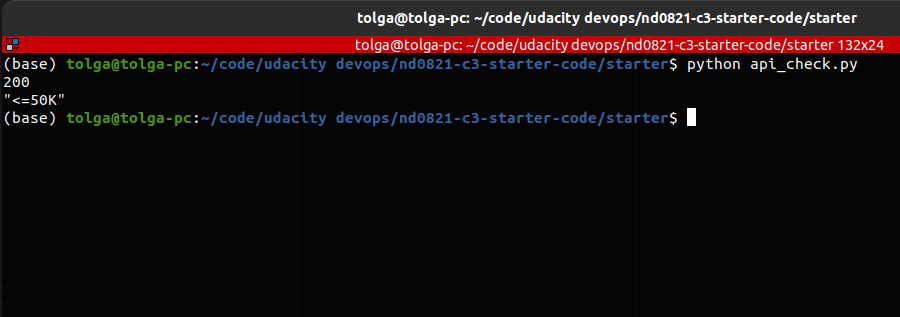 tolga@tolga-pc: ~/code/udacity devops/nd0821-c3-starter-code/starter
tolga@tolga-pc: ~/code/udacity devops/nd0821-c3-starter-code/starter 132x24
(base) tolga@tolga-pc:~/code/udacity devops/nd0821-c3-starter-code/starter$ python api_check.py
200
"<=50K"
(base) tolga@tolga-pc:~/code/udacity devops/nd0821-c3-starter-code/starter$